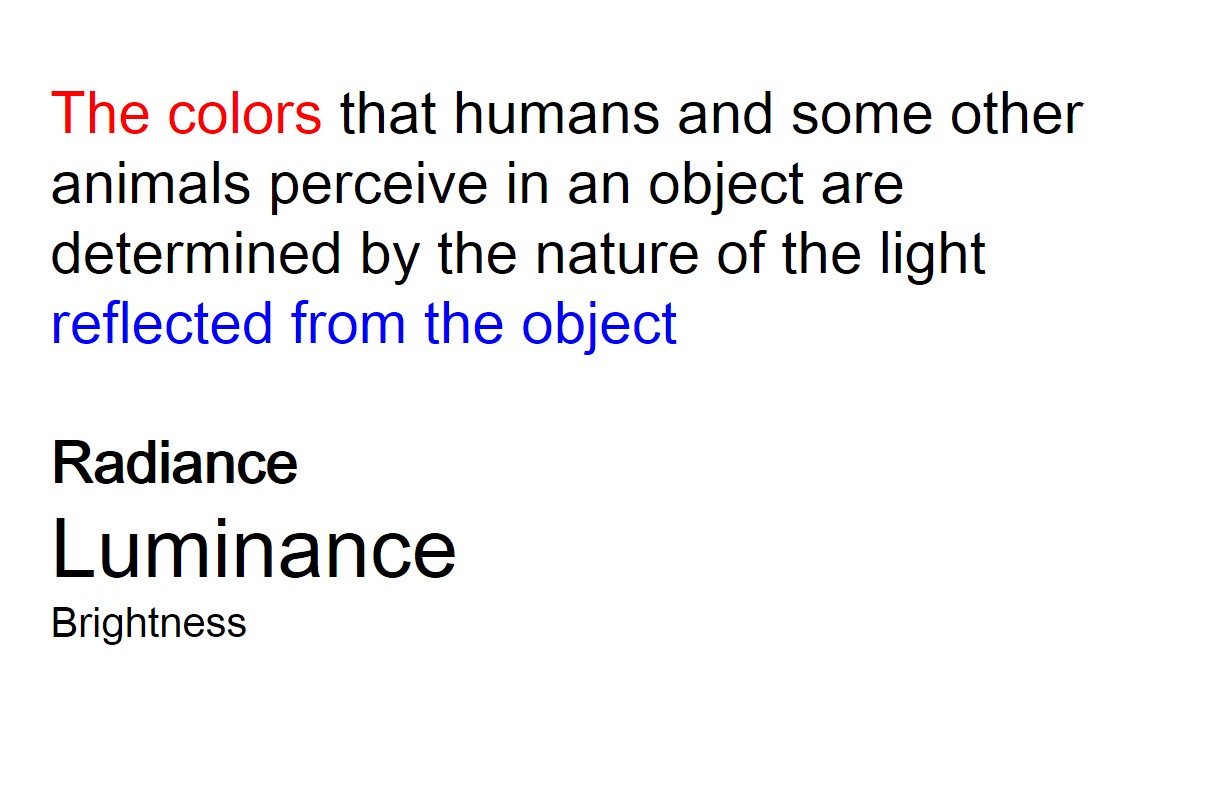 The colors that humans and some other
animals perceive in an object are
determined by the nature of the light
reflected from the object
Radiance
Luminance
Brightness